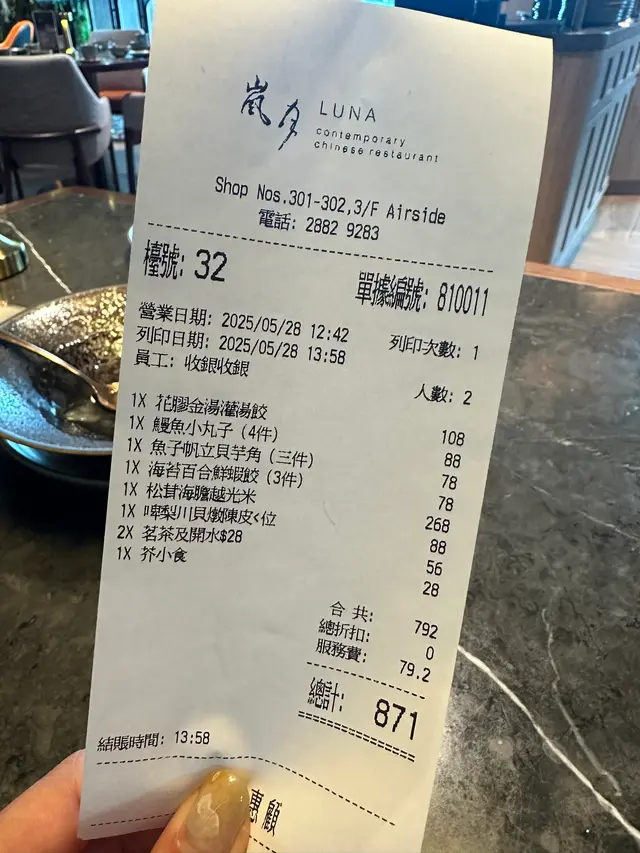 嵐月 LUNA
contemporary
chinese restaurant
Shop Nos.301-302,3/F Airside
電話: 2882 9283
檯號: 32 單據編號: 810011
營業日期: 2025/05/28 12:42
列印日期: 2025/05/28 13:58 列印次數: 1
員工: 收銀收銀 人數: 2
1X 花膠金湯灌湯餃 108
1X 鰻魚小丸子 (4件) 88
1X 魚子帆立貝芋角 (三件) 78
1X 海苔百合鮮蝦餃 (3件) 78
1X 松茸海膽越光米 268
1X 啤梨川貝燉陳皮<位 88
2X 茗茶及開水$28 56
1X 芥小食 28
合 共: 792
總折扣: 0
服務費: 79.2
總計: 871
結賬時間: 13:58
惠顧